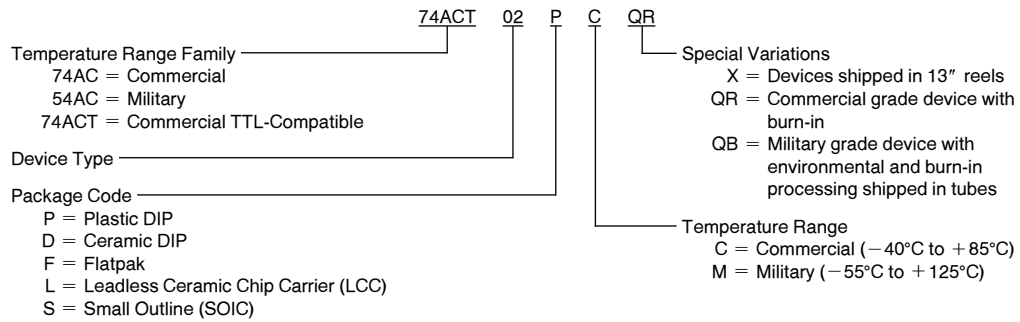 74ACT 02 P C QR
Temperature Range Family
74AC = Commercial
54AC = Military
74ACT = Commercial TTL-Compatible
Device Type
Package Code
P = Plastic DIP
D = Ceramic DIP
F = Flatpak
L = Leadless Ceramic Chip Carrier (LCC)
S = Small Outline (SOIC)
Special Variations
X = Devices shipped in 13″ reels
QR = Commercial grade device with
burn-in
QB = Military grade device with
environmental and burn-in
processing shipped in tubes
Temperature Range
C = Commercial (−40°C to +85°C)
M = Military (−55°C to +125°C)